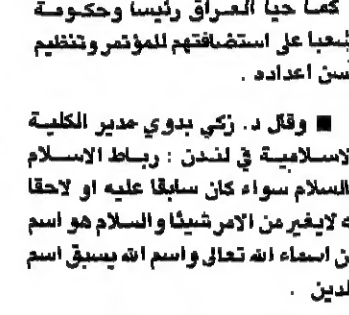 كما حيا العراق رئيسا وحكومة
شعبا على استضافتهم للمؤتمر وتنظيم
سن اعداده .
■ وقال د. زكي بدوي مدير الكلية
لاسلامية في لندن : رباط الاسلام
السلام سواء كان سابقا عليه او لاحقا
ه لايغير من الامر شيئا والسلام هو اسم
ن اسماء الله تعالى واسم الله يسبق اسم
لدين .